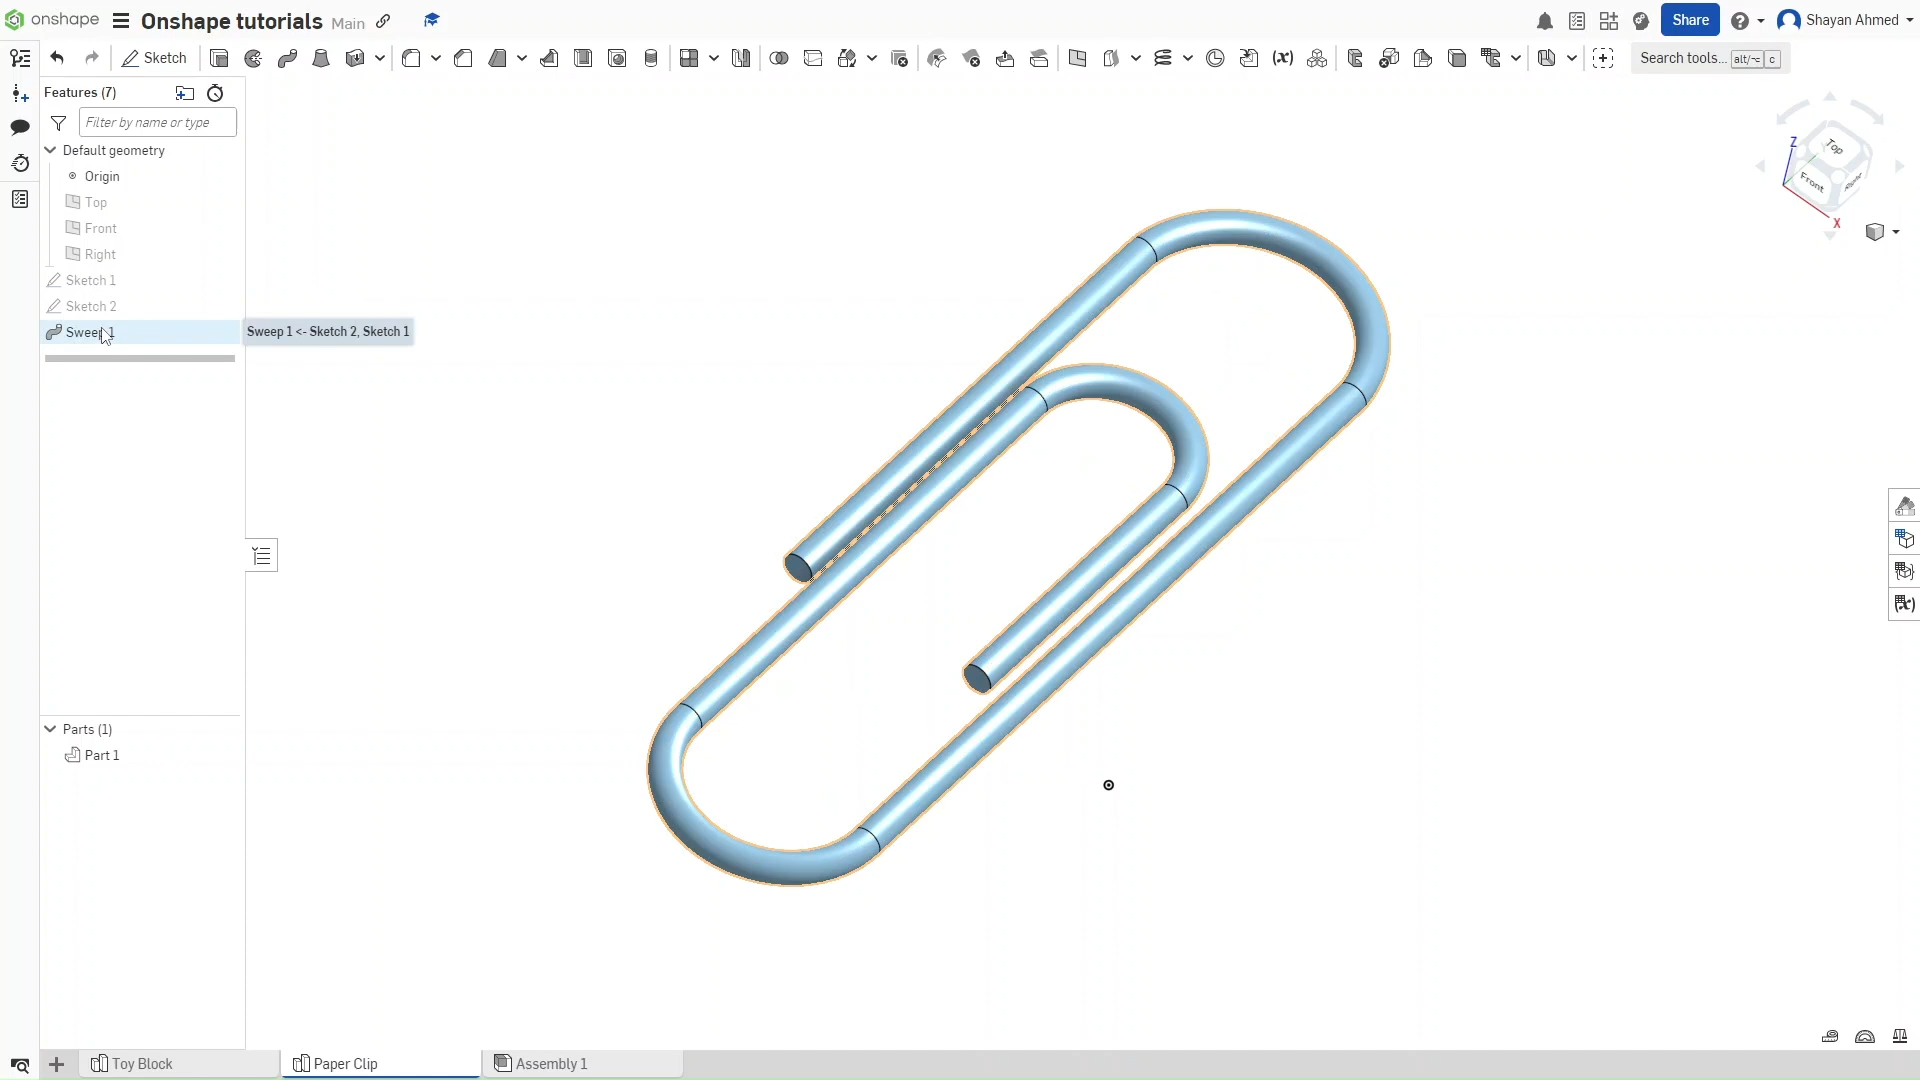 onshape Onshape tutorials Main Share Shayan Ahmed
Sketch Search tools... alt/⌥ c
Features (7)
Filter by name or type
Default geometry
Origin
Top
Front
Right
Sketch 1
Sketch 2
Sweep 1 Sweep 1 <- Sketch 2, Sketch 1
Z
Top
Front
Right
X
(x)
Parts (1)
Part 1
Toy Block Paper Clip Assembly 1